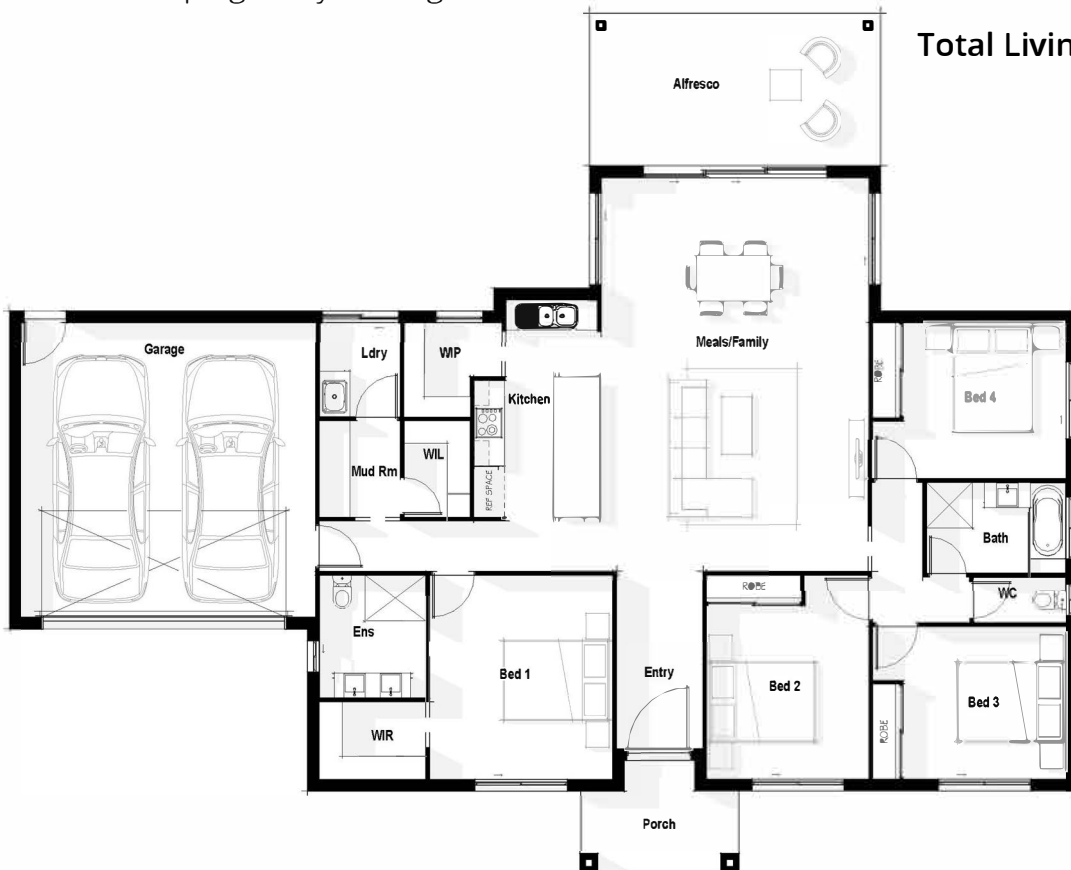 Total Livin
Alfresco
Garage
Ldry
WIP
Kitchen
Meals/Family
ROBE
Bed 4
Mud Rm
WIL
REF SPACE
Bath
WC
ROBE
Ens
Bed 1
Entry
Bed 2
Bed 3
WIR
ROBE
Porch